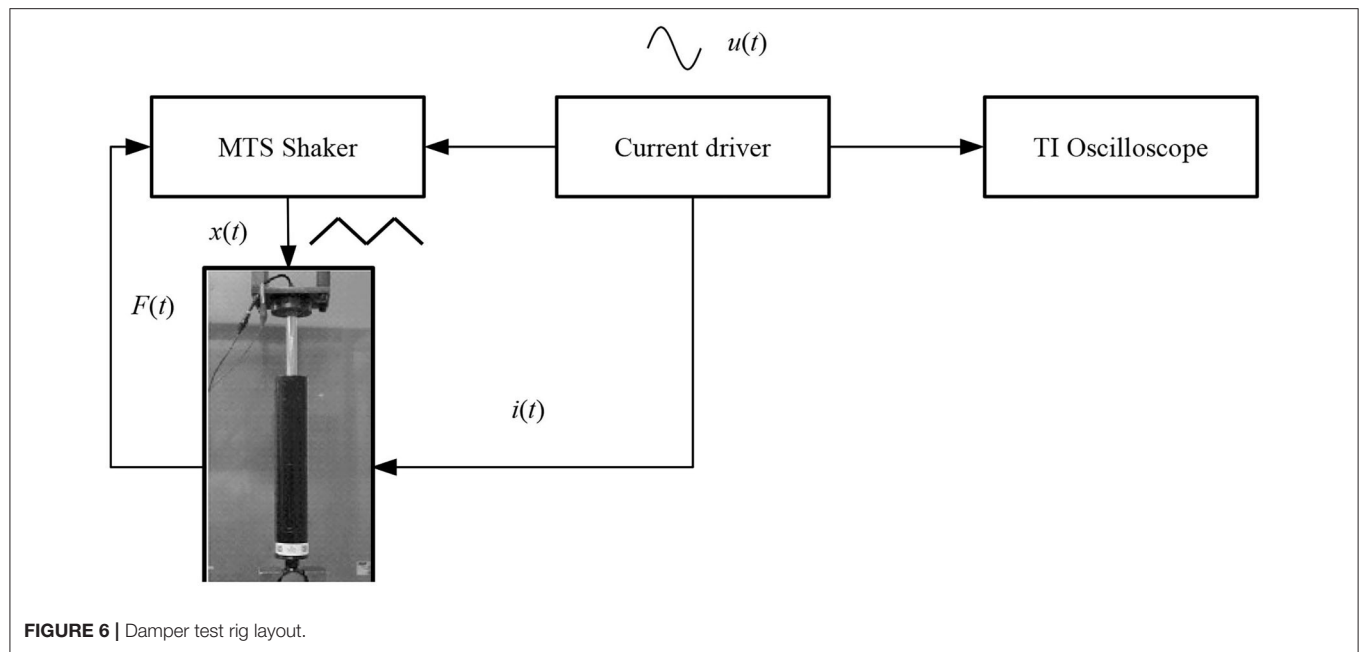 u(t)
MTS Shaker
Current driver
TI Oscilloscope
x(t)
F(t)
i(t)
FIGURE 6 | Damper test rig layout.